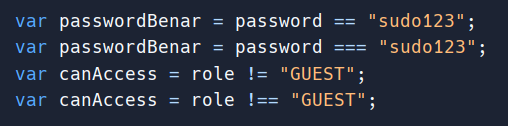 var passwordBenar = password == "sudo123";
var passwordBenar = password === "sudo123";
var canAccess = role != "GUEST";
var canAccess = role !== "GUEST";